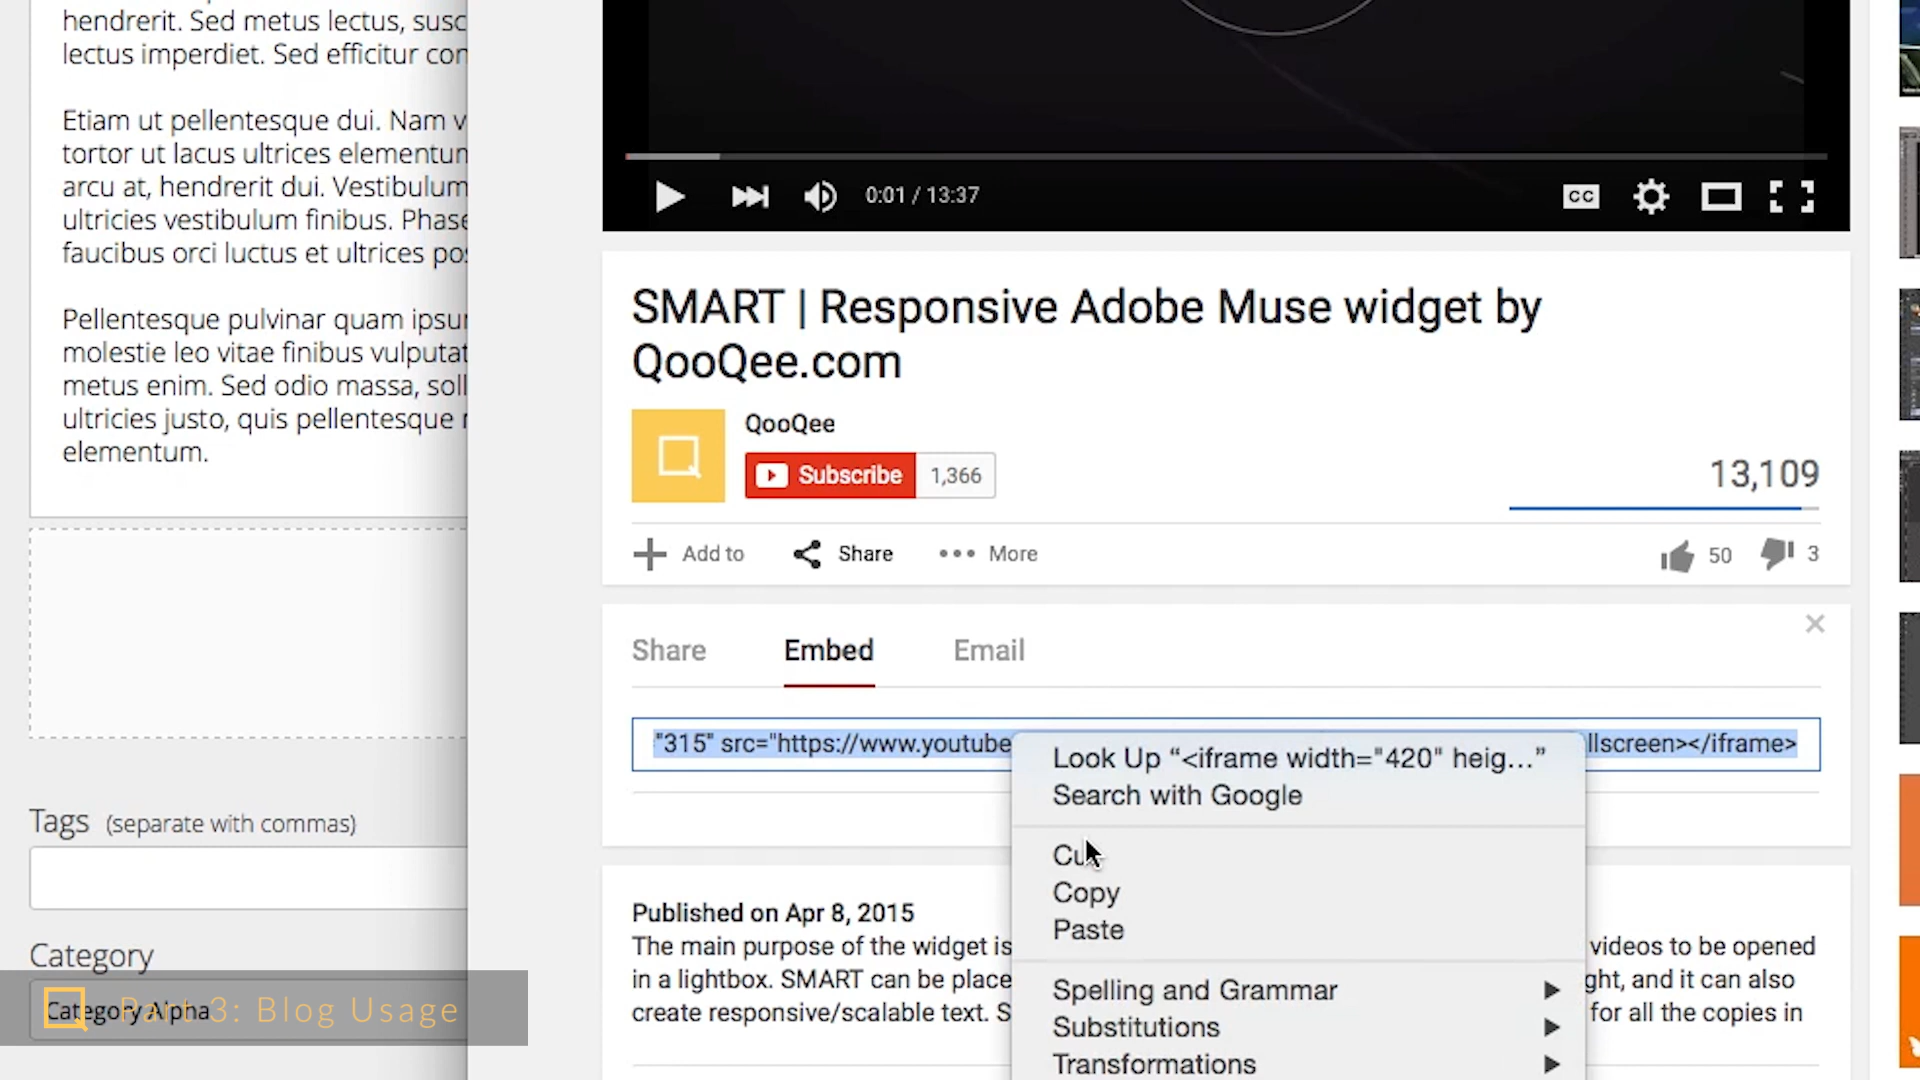 hendrerit. Sed metus lectus, susc
lectus imperdiet. Sed efficitur con
Etiam ut pellentesque dui. Nam v
tortor ut lacus ultrices elementum
arcu at, hendrerit dui. Vestibulum
ultricies vestibulum finibus. Phase
faucibus orci luctus et ultrices pos
Pellentesque pulvinar quam ipsu
molestie leo vitae finibus vulputat
metus enim. Sed odio massa, soll
ultricies justo, quis pellentesque
elementum.
Tags (separate with commas)
Category
Category Alpha
Part 3: Blog Usage
0:01 / 13:37
CC
SMART | Responsive Adobe Muse widget by
QooQee.com
QooQee
Subscribe 1,366
13,109
Add to Share More
50 3
Share Embed Email
"315" src="https://www.youtube llscreen></iframe>
Look Up “<iframe width="420" heig...”
Search with Google
Cut
Copy
Paste
Spelling and Grammar
Substitutions
Transformations
Published on Apr 8, 2015
The main purpose of the widget is videos to be opened
in a lightbox. SMART can be place ght, and it can also
create responsive/scalable text. S for all the copies in